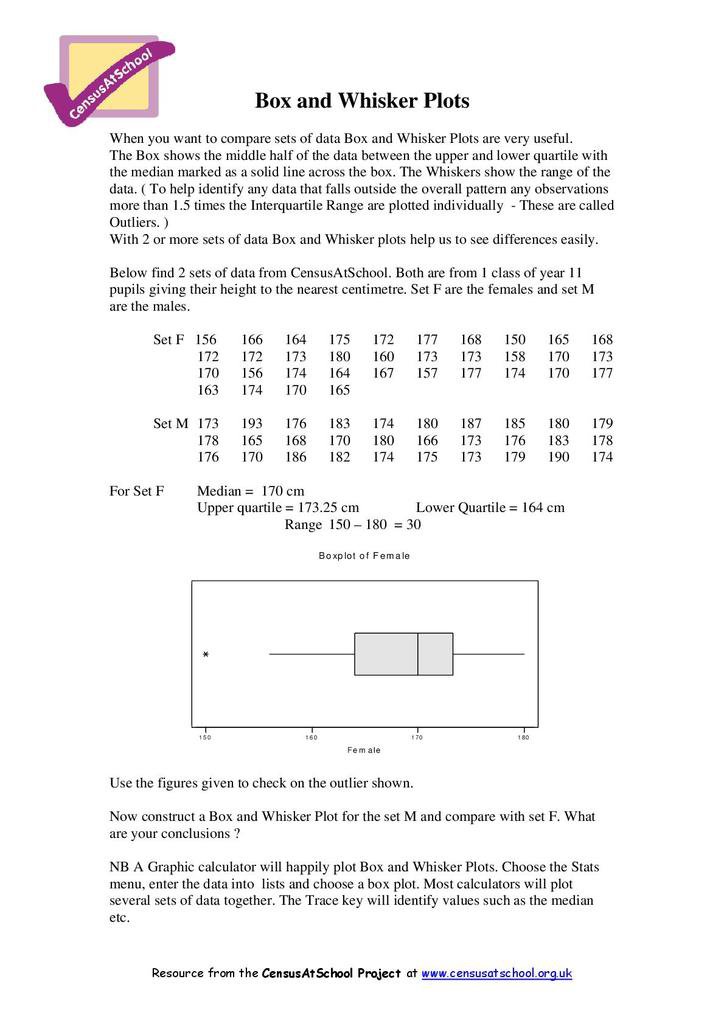 CensusAtSchool
Box and Whisker Plots
When you want to compare sets of data Box and Whisker Plots are very useful.
The Box shows the middle half of the data between the upper and lower quartile with
the median marked as a solid line across the box. The Whiskers show the range of the
data. ( To help identify any data that falls outside the overall pattern any observations
more than 1.5 times the Interquartile Range are plotted individually - These are called
Outliers. )
With 2 or more sets of data Box and Whisker plots help us to see differences easily.
Below find 2 sets of data from CensusAtSchool. Both are from 1 class of year 11
pupils giving their height to the nearest centimetre. Set F are the females and set M
are the males.
Set F 156 166 164 175 172 177 168 150 165 168
172 172 173 180 160 173 173 158 170 173
170 156 174 164 167 157 177 174 170 177
163 174 170 165
Set M 173 193 176 183 174 180 187 185 180 179
178 165 168 170 180 166 173 176 183 178
176 170 186 182 174 175 173 179 190 174
For Set F Median = 170 cm
Upper quartile = 173.25 cm Lower Quartile = 164 cm
Range 150 – 180 = 30
Boxplot of Female
150 160 170 180
Female
Use the figures given to check on the outlier shown.
Now construct a Box and Whisker Plot for the set M and compare with set F. What
are your conclusions ?
NB A Graphic calculator will happily plot Box and Whisker Plots. Choose the Stats
menu, enter the data into lists and choose a box plot. Most calculators will plot
several sets of data together. The Trace key will identify values such as the median
etc.
Resource from the CensusAtSchool Project at www.censusatschool.org.uk